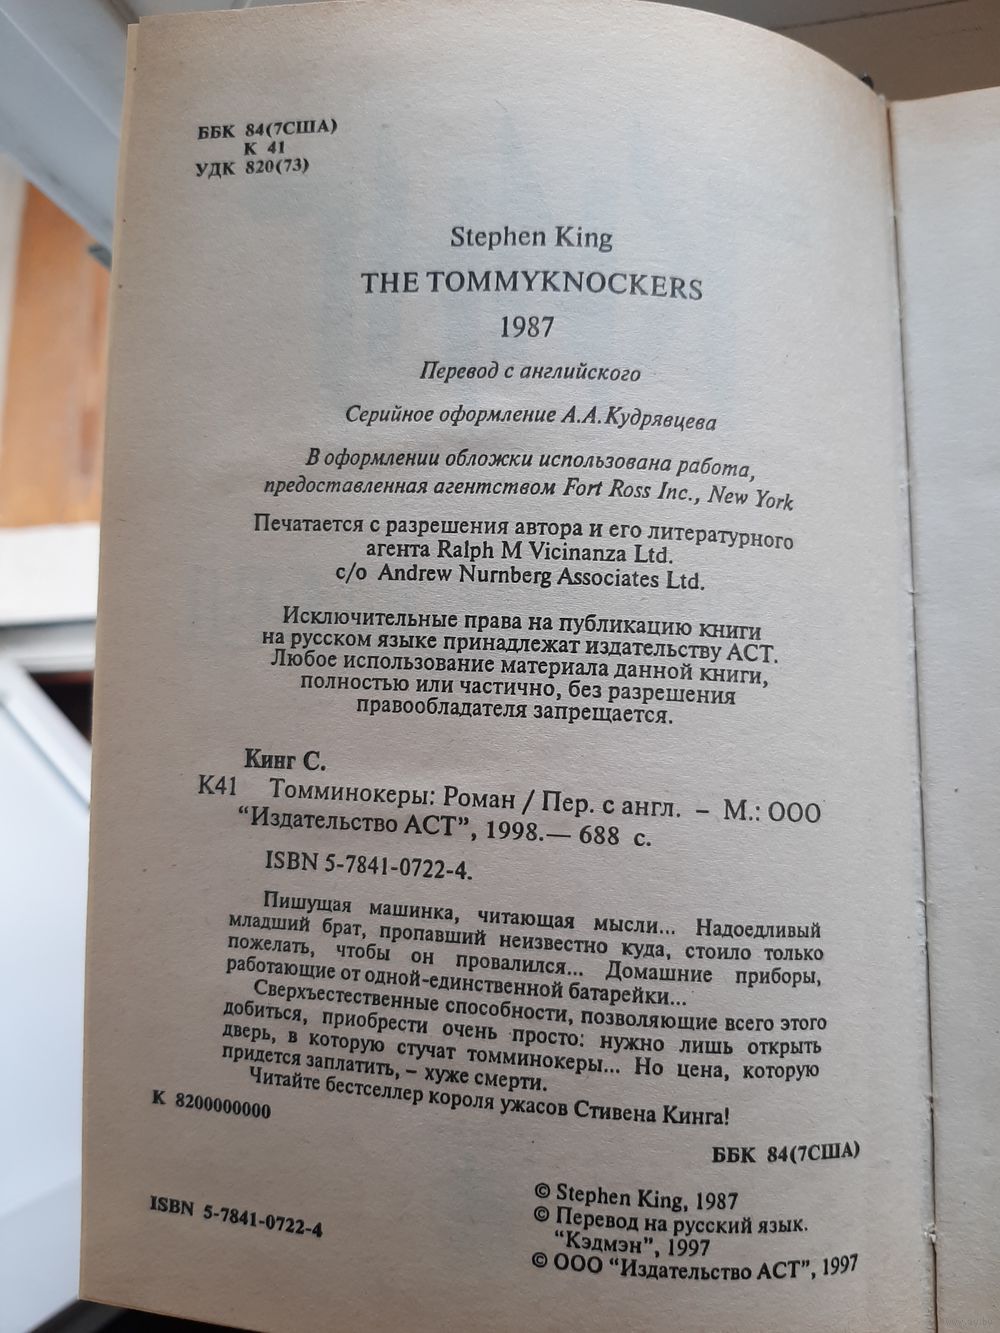 ББК 84(7США)
К 41
УДК 820(73)
Stephen King
THE TOMMYKNOCKERS
1987
Перевод с английского
Серийное оформление А.А.Кудрявцева
В оформлении обложки использована работа,
предоставленная агентством Fort Ross Inc., New York
Печатается с разрешения автора и его литературного
агента Ralph M Vicinanza Ltd.
c/o Andrew Nurnberg Associates Ltd.
Исключительные права на публикацию книги
на русском языке принадлежат издательству АСТ.
Любое использование материала данной книги,
полностью или частично, без разрешения
правообладателя запрещается.
Кинг С.
К41 Томминокеры: Роман / Пер. с англ. – М.: ООО
“Издательство АСТ”, 1998.— 688 с.
ISBN 5-7841-0722-4.
Пишущая машинка, читающая мысли... Надоедливый
младший брат, пропавший неизвестно куда, стоило только
пожелать, чтобы он провалился... Домашние приборы,
работающие от одной-единственной батарейки...
Сверхъестественные способности, позволяющие всего этого
добиться, приобрести очень просто: нужно лишь открыть
дверь, в которую стучат томминокеры... Но цена, которую
придется заплатить, – хуже смерти.
Читайте бестселлер короля ужасов Стивена Кинга!
К 8200000000
ББК 84(7США)
ISBN 5-7841-0722-4
© Stephen King, 1987
© Перевод на русский язык.
“Кэдмэн”, 1997
© ООО “Издательство АСТ”, 1997